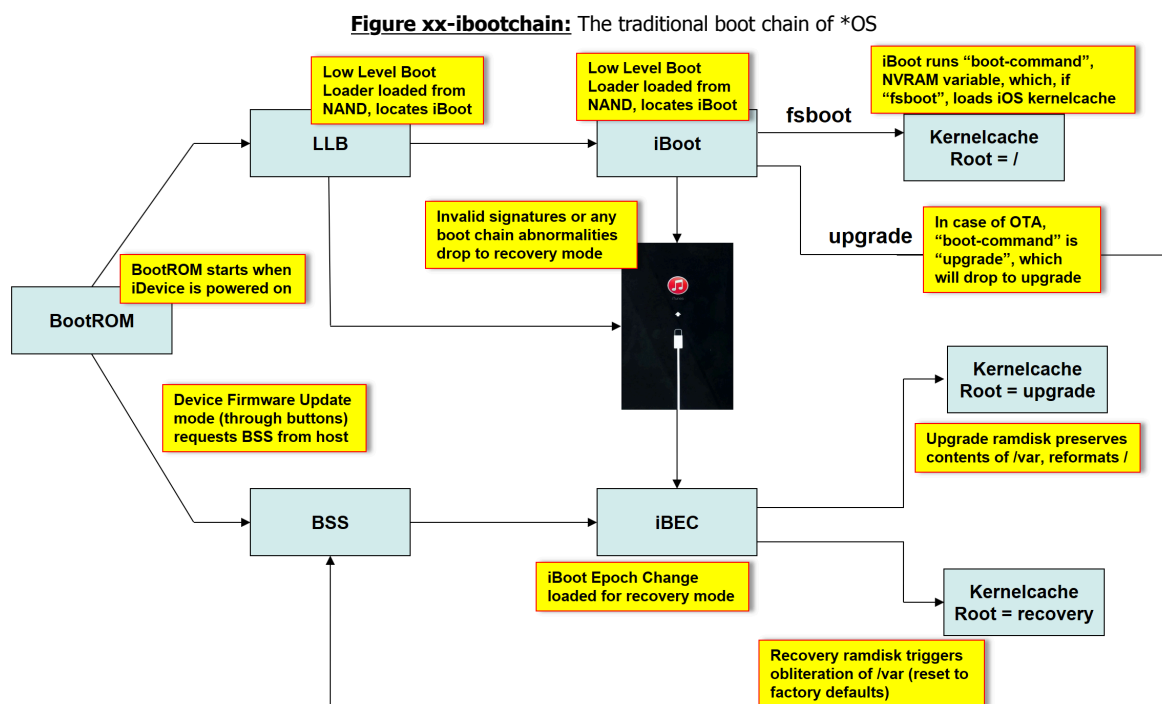 Figure xx-ibootchain: The traditional boot chain of *OS
Low Level Boot
Loader loaded from
NAND, locates iBoot
LLB
Low Level Boot
Loader loaded from
NAND, locates iBoot
iBoot
fsboot
iBoot runs “boot-command”,
NVRAM variable, which, if
“fsboot”, loads iOS kernelcache
Kernelcache
Root = /
Invalid signatures or any
boot chain abnormalities
drop to recovery mode
upgrade
In case of OTA,
“boot-command” is
“upgrade”, which
will drop to upgrade
BootROM starts when
iDevice is powered on
BootROM
Device Firmware Update
mode (through buttons)
requests BSS from host
Kernelcache
Root = upgrade
Upgrade ramdisk preserves
contents of /var, reformats /
BSS
iBEC
iBoot Epoch Change
loaded for recovery mode
Kernelcache
Root = recovery
Recovery ramdisk triggers
obliteration of /var (reset to
factory defaults)